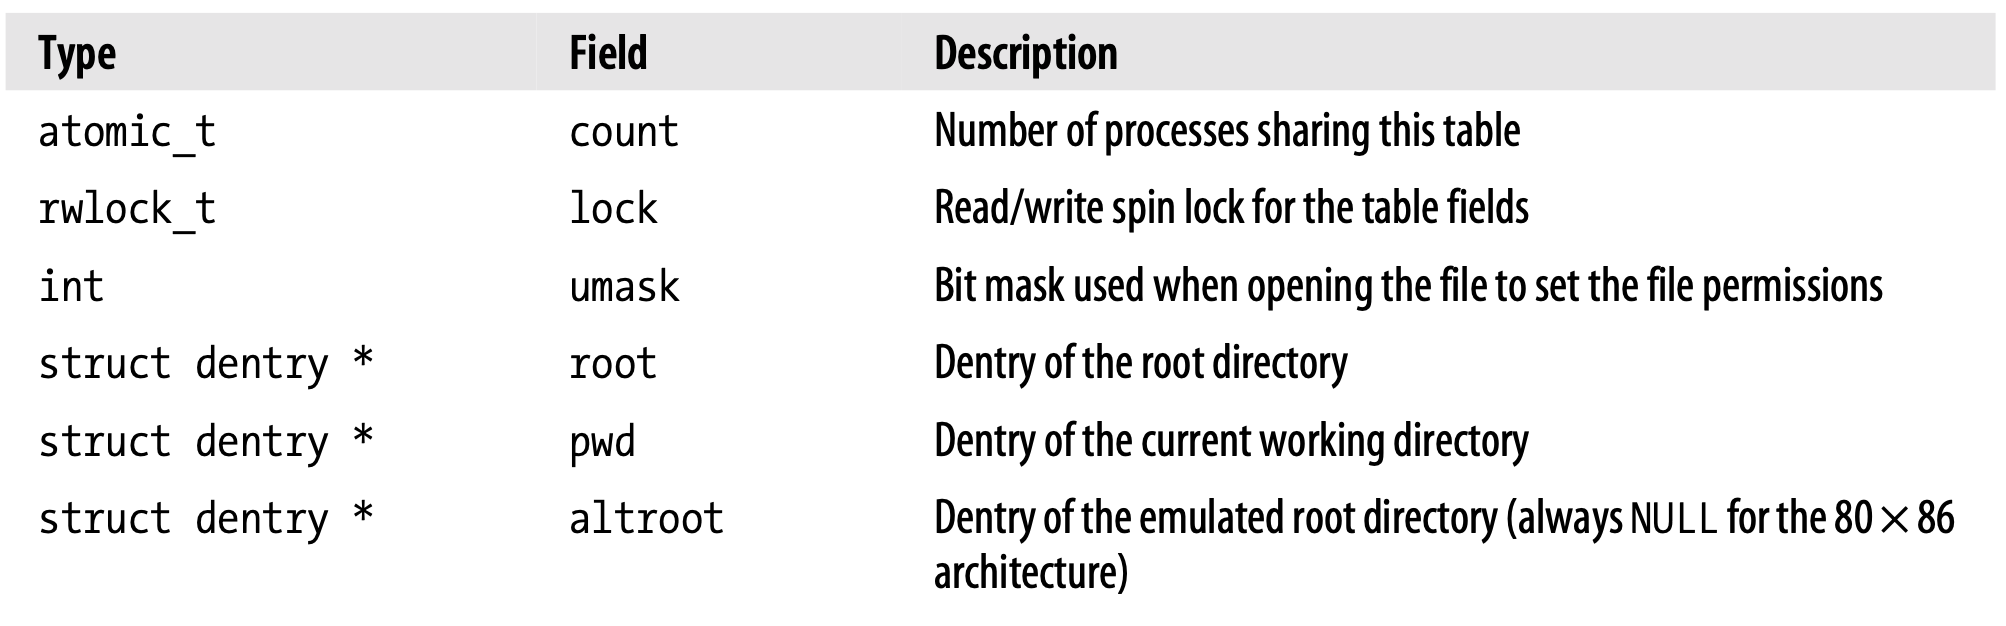 Type Field Description
atomic_t count Number of processes sharing this table
rwlock_t lock Read/write spin lock for the table fields
int umask Bit mask used when opening the file to set the file permissions
struct dentry * root Dentry of the root directory
struct dentry * pwd Dentry of the current working directory
struct dentry * altroot Dentry of the emulated root directory (always NULL for the 80 × 86
architecture)